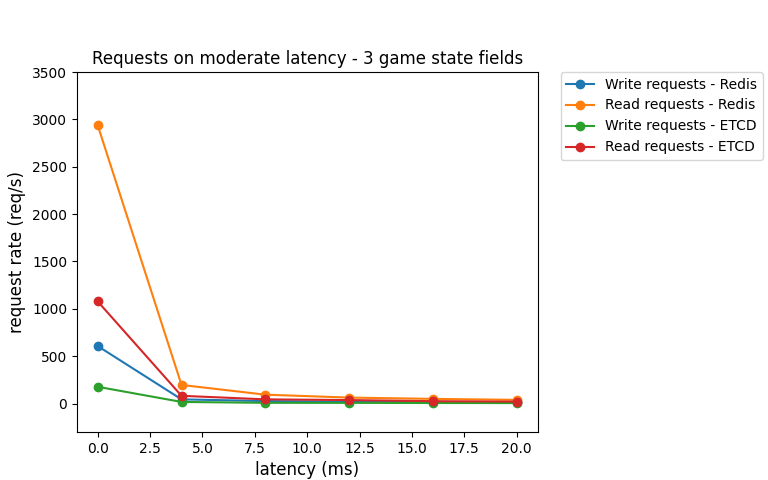 Requests on moderate latency - 3 game state fields
3500
3000
2500
2000
1500
1000
500
0
request rate (req/s)
0.0 2.5 5.0 7.5 10.0 12.5 15.0 17.5 20.0
latency (ms)
Write requests - Redis
Read requests - Redis
Write requests - ETCD
Read requests - ETCD